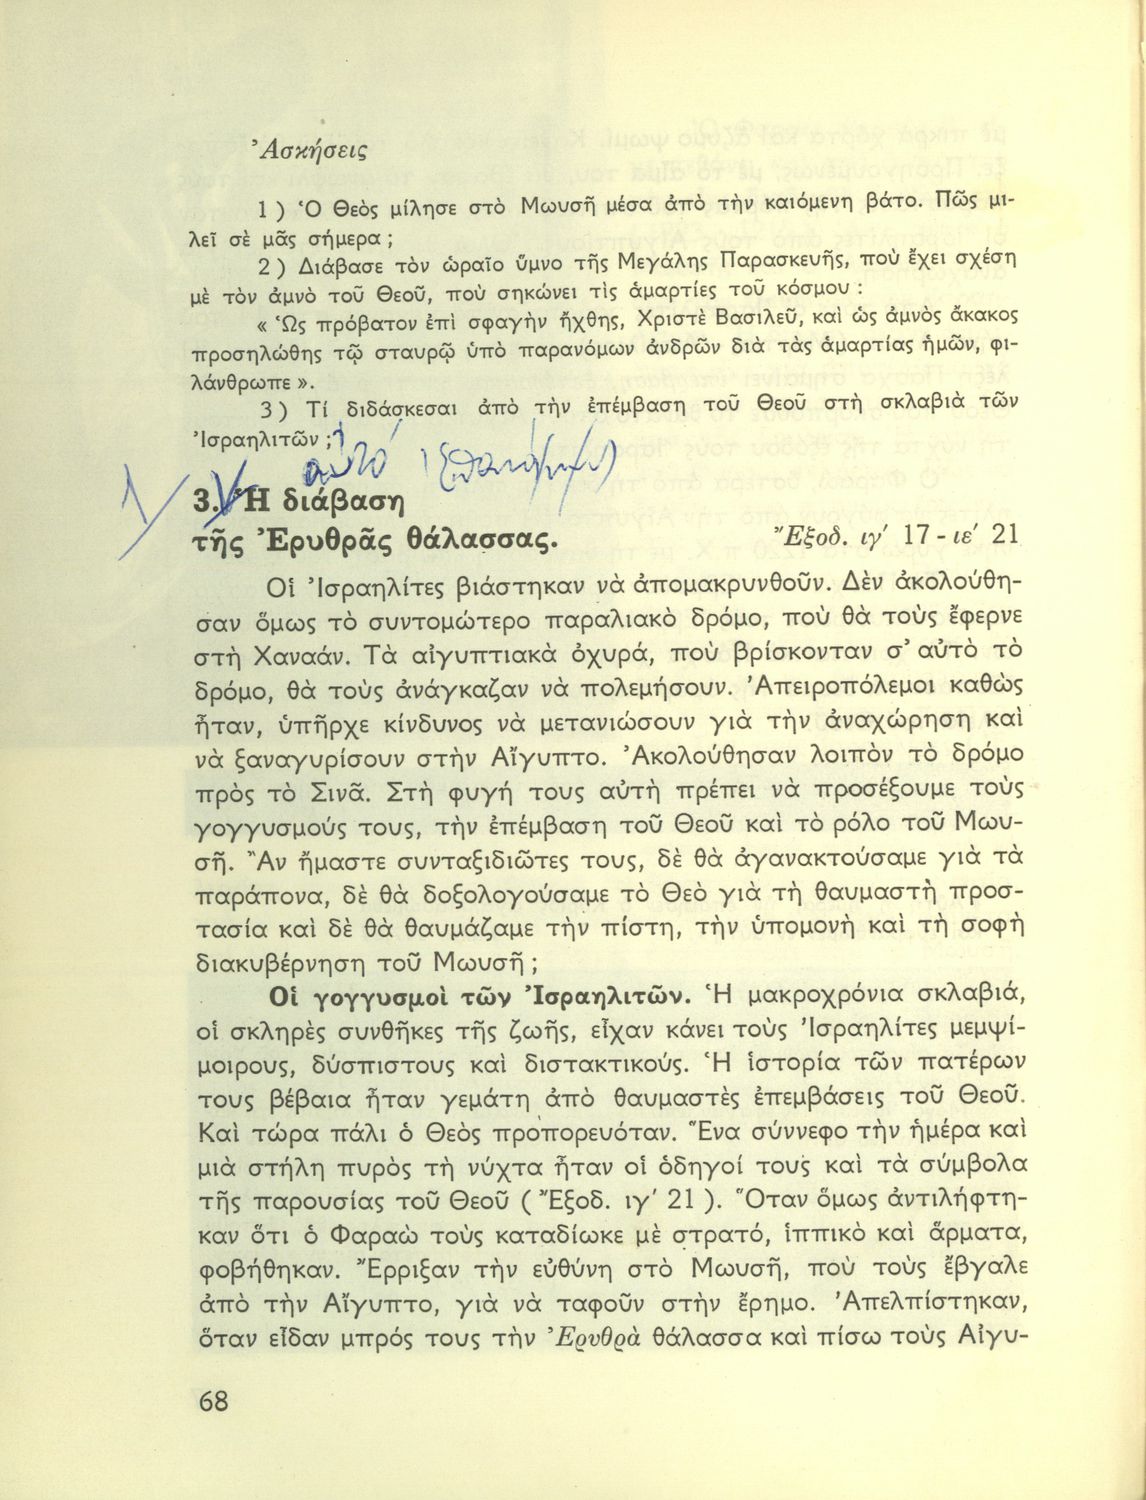 Ἀσκήσεις
1 ) Ὁ Θεὸς μίλησε στὸ Μωυσῆ μέσα ἀπὸ τὴν καιόμενη βάτο. Πῶς μι-
λεῖ σὲ μᾶς σήμερα ;
2 ) Διάβασε τὸν ὡραῖο ὕμνο τῆς Μεγάλης Παρασκευῆς, ποὺ ἔχει σχέση
μὲ τὸν ἀμνὸ τοῦ Θεοῦ, ποὺ σηκώνει τὶς ἁμαρτίες τοῦ κόσμου :
« Ὡς πρόβατον ἐπὶ σφαγὴν ἤχθης, Χριστὲ Βασιλεῦ, καὶ ὡς ἀμνὸς ἄκακος
προσηλώθης τῷ σταυρῷ ὑπὸ παρανόμων ἀνδρῶν διὰ τὰς ἁμαρτίας ἡμῶν, φι-
λάνθρωπε ».
3 ) Τί διδάσκεσαι ἀπὸ τὴν ἐπέμβαση τοῦ Θεοῦ στὴ σκλαβιὰ τῶν
Ἰσραηλιτῶν ;
αὐτό
3. Ἡ διάβαση
τῆς Ἐρυθρᾶς θάλασσας. Ἔξοδ. ιγ′ 17 - ιε′ 21
Οἱ Ἰσραηλίτες βιάστηκαν νὰ ἀπομακρυνθοῦν. Δὲν ἀκολούθη-
σαν ὅμως τὸ συντομώτερο παραλιακὸ δρόμο, ποὺ θὰ τοὺς ἔφερνε
στὴ Χαναάν. Τὰ αἰγυπτιακὰ ὀχυρά, ποὺ βρίσκονταν σ' αὐτὸ τὸ
δρόμο, θὰ τοὺς ἀνάγκαζαν νὰ πολεμήσουν. Ἀπειροπόλεμοι καθὼς
ἦταν, ὑπῆρχε κίνδυνος νὰ μετανιώσουν γιὰ τὴν ἀναχώρηση καὶ
νὰ ξαναγυρίσουν στὴν Αἴγυπτο. Ἀκολούθησαν λοιπὸν τὸ δρόμο
πρὸς τὸ Σινᾶ. Στὴ φυγή τους αὐτὴ πρέπει νὰ προσέξουμε τοὺς
γογγυσμούς τους, τὴν ἐπέμβαση τοῦ Θεοῦ καὶ τὸ ρόλο τοῦ Μωυ-
σῆ. Ἂν ἤμαστε συνταξιδιῶτες τους, δὲ θὰ ἀγανακτούσαμε γιὰ τὰ
παράπονα, δὲ θὰ δοξολογούσαμε τὸ Θεὸ γιὰ τὴ θαυμαστὴ προσ-
τασία καὶ δὲ θὰ θαυμάζαμε τὴν πίστη, τὴν ὑπομονὴ καὶ τὴ σοφὴ
διακυβέρνηση τοῦ Μωυσῆ ;
Οἱ γογγυσμοὶ τῶν Ἰσραηλιτῶν. Ἡ μακροχρόνια σκλαβιά,
οἱ σκληρὲς συνθῆκες τῆς ζωῆς, εἶχαν κάνει τοὺς Ἰσραηλίτες μεμψί-
μοιρους, δύσπιστους καὶ διστακτικούς. Ἡ ἱστορία τῶν πατέρων
τους βέβαια ἦταν γεμάτη ἀπὸ θαυμαστὲς ἐπεμβάσεις τοῦ Θεοῦ.
Καὶ τώρα πάλι ὁ Θεὸς προπορευόταν. Ἕνα σύννεφο τὴν ἡμέρα καὶ
μιὰ στήλη πυρὸς τὴ νύχτα ἦταν οἱ ὁδηγοί τους καὶ τὰ σύμβολα
τῆς παρουσίας τοῦ Θεοῦ ( Ἔξοδ. ιγ′ 21 ). Ὅταν ὅμως ἀντιλήφτη-
καν ὅτι ὁ Φαραὼ τοὺς καταδίωκε μὲ στρατό, ἱππικὸ καὶ ἅρματα,
φοβήθηκαν. Ἔρριξαν τὴν εὐθύνη στὸ Μωυσῆ, ποὺ τοὺς ἔβγαλε
ἀπὸ τὴν Αἴγυπτο, γιὰ νὰ ταφοῦν στὴν ἔρημο. Ἀπελπίστηκαν,
ὅταν εἶδαν μπρός τους τὴν Ἐρυθρὰ θάλασσα καὶ πίσω τοὺς Αἰγυ-
68